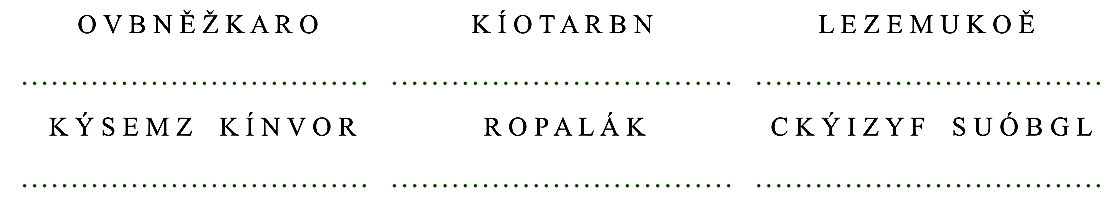 OVBNĚŽKARO KÍOTARBN LEZEMUKOĚ
KÝSEMZ KÍNVOR ROPALÁK CKÝIZYF SUÓBGL